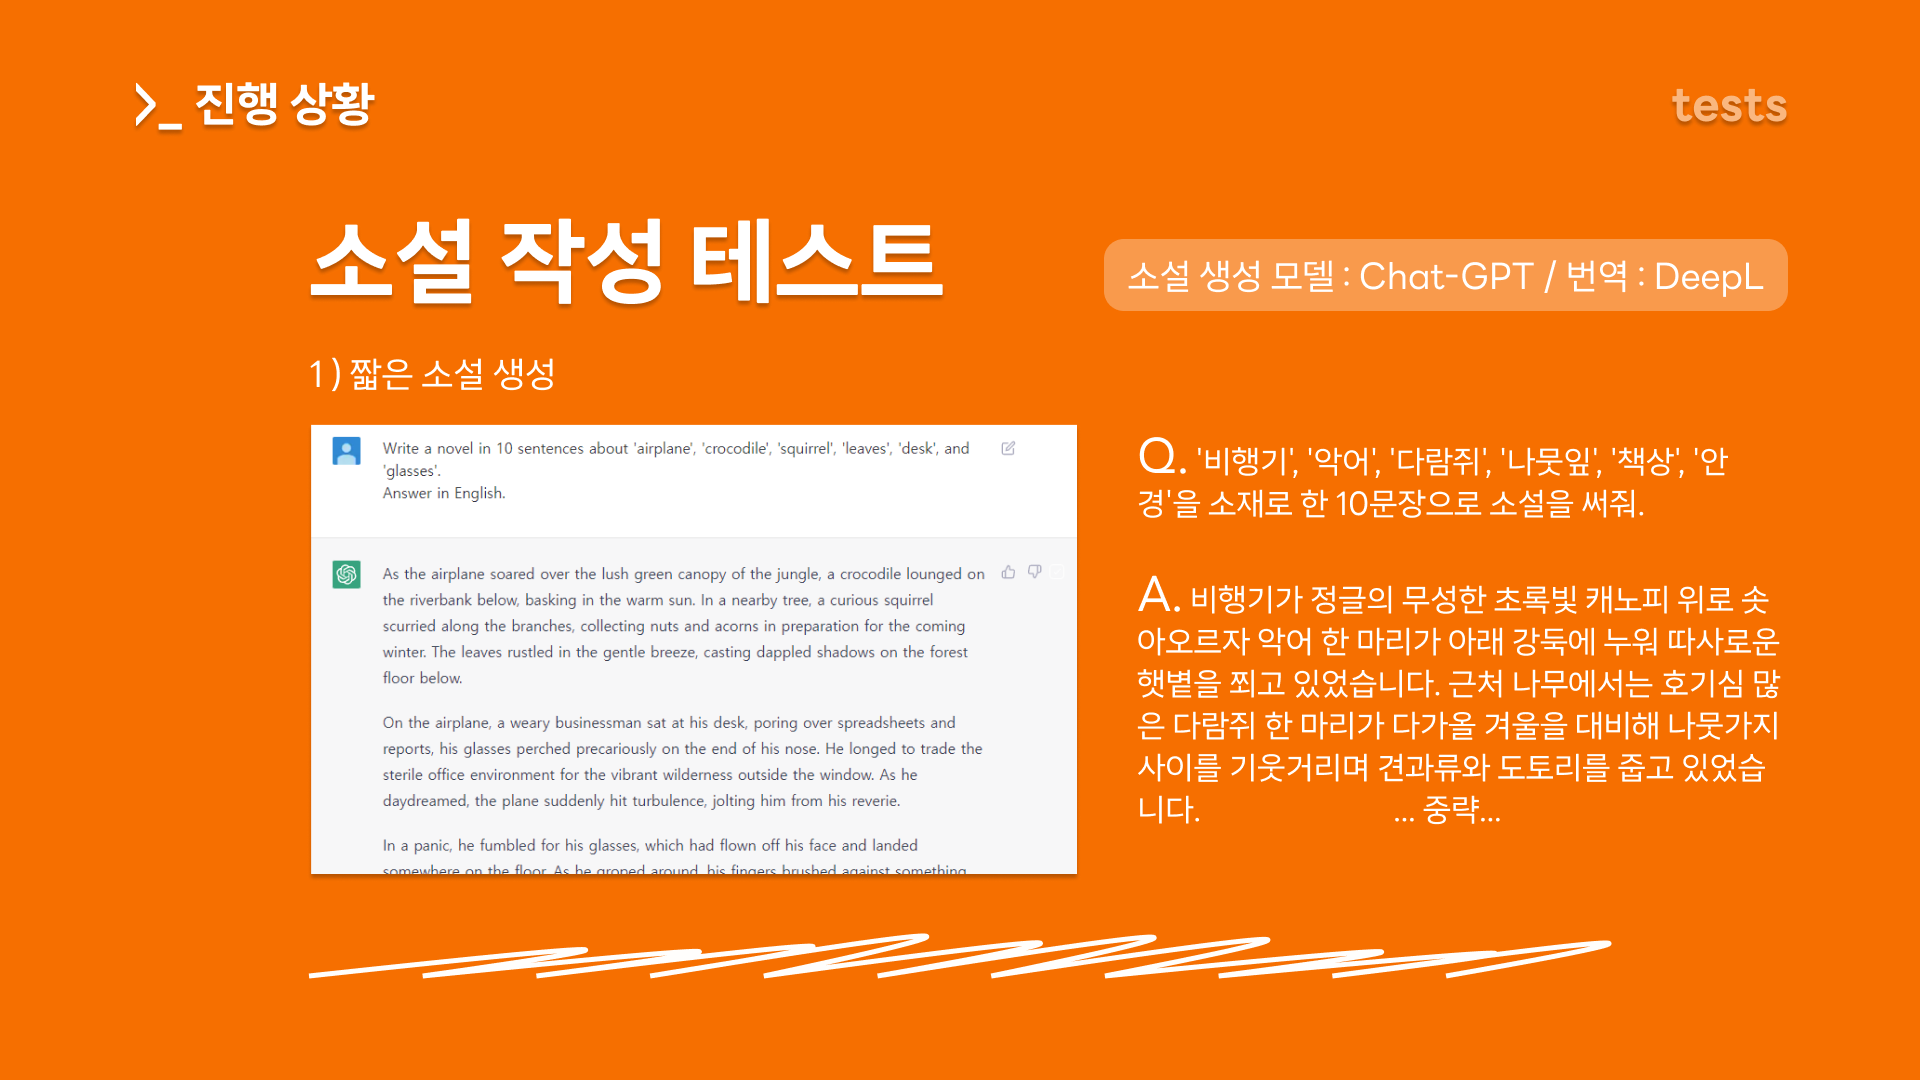 >_ 진행 상황
tests
소설 작성 테스트
소설 생성 모델 : Chat-GPT / 번역 : DeepL
1) 짧은 소설 생성
Write a novel in 10 sentences about 'airplane', 'crocodile', 'squirrel', 'leaves', 'desk', and
'glasses'.
Answer in English.
As the airplane soared over the lush green canopy of the jungle, a crocodile lounged on
the riverbank below, basking in the warm sun. In a nearby tree, a curious squirrel
scurried along the branches, collecting nuts and acorns in preparation for the coming
winter. The leaves rustled in the gentle breeze, casting dappled shadows on the forest
floor below.
On the airplane, a weary businessman sat at his desk, poring over spreadsheets and
reports, his glasses perched precariously on the end of his nose. He longed to trade the
sterile office environment for the vibrant wilderness outside the window. As he
daydreamed, the plane suddenly hit turbulence, jolting him from his reverie.
In a panic, he fumbled for his glasses, which had flown off his face and landed
somewhere on the floor. As he groped around, his fingers brushed against something
Q. '비행기', '악어', '다람쥐', '나뭇잎', '책상', '안
경'을 소재로 한 10문장으로 소설을 써줘.
A. 비행기가 정글의 무성한 초록빛 캐노피 위로 솟
아오르자 악어 한 마리가 아래 강둑에 누워 따사로운
햇볕을 쬐고 있었습니다. 근처 나무에서는 호기심 많
은 다람쥐 한 마리가 다가올 겨울을 대비해 나뭇가지
사이를 기웃거리며 견과류와 도토리를 줍고 있었습
니다. ... 중략...